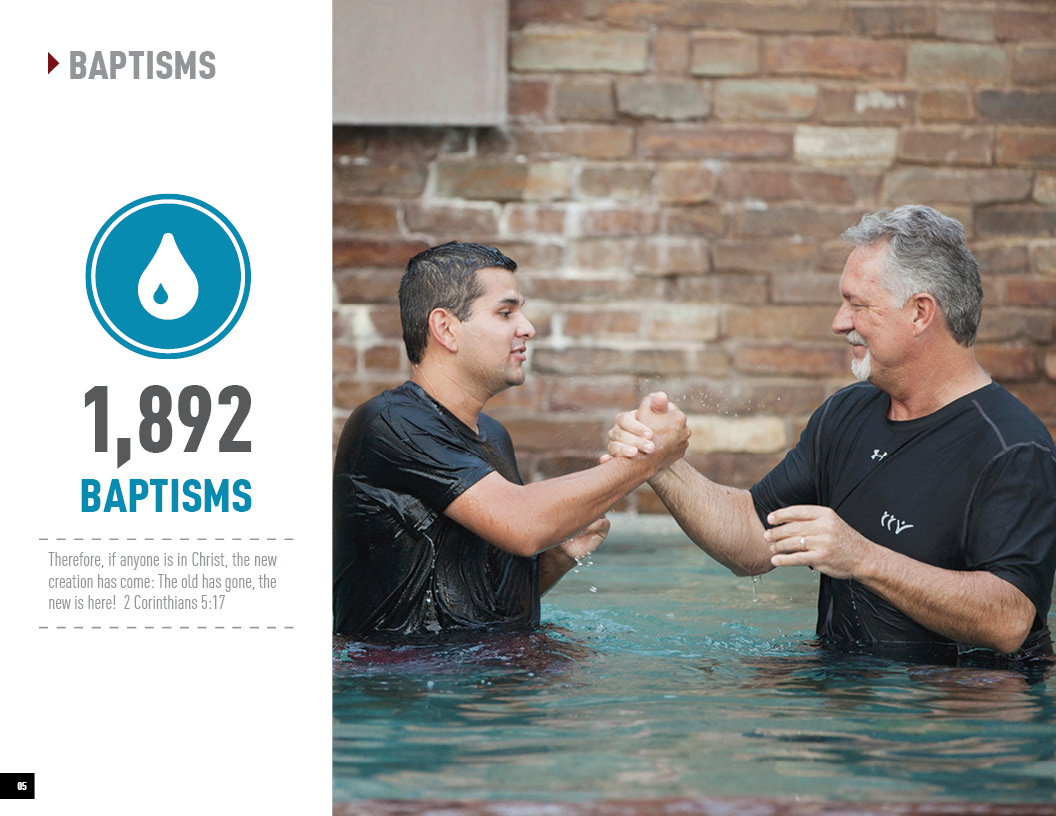 BAPTISMS
1,892
BAPTISMS
Therefore, if anyone is in Christ, the new
creation has come: The old has gone, the
new is here!  2 Corinthians 5:17
05